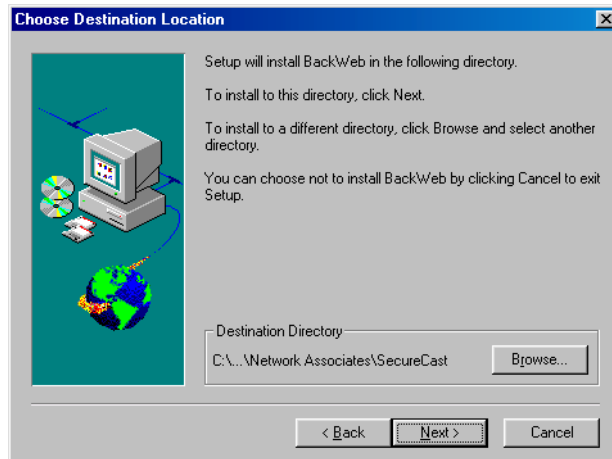 Choose Destination Location
Setup will install BackWeb in the following directory.
To install to this directory, click Next.
To install to a different directory, click Browse and select another
directory.
You can choose not to install BackWeb by clicking Cancel to exit
Setup.
Destination Directory
C:\...\Network Associates\SecureCast
Browse...
< Back
Next >
Cancel